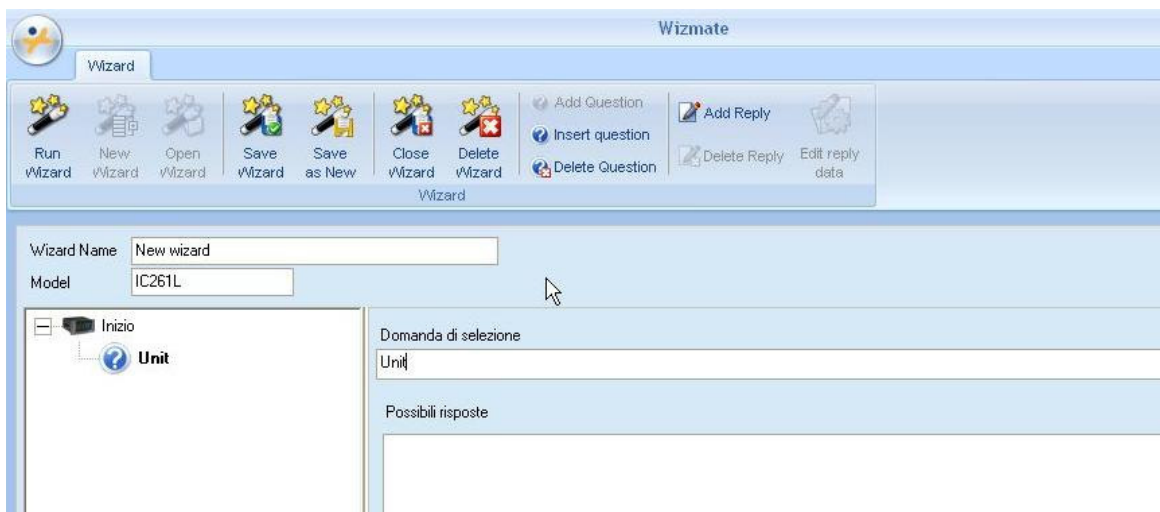 Wizmate
Wizard
Run Wizard
New Wizard
Open Wizard
Save Wizard
Save as New
Close Wizard
Delete Wizard
Add Question
Insert question
Delete Question
Add Reply
Delete Reply
Edit reply data
Wizard
Wizard Name New wizard
Model IC261L
Inizio
Unit
Domanda di selezione
Unit
Possibili risposte